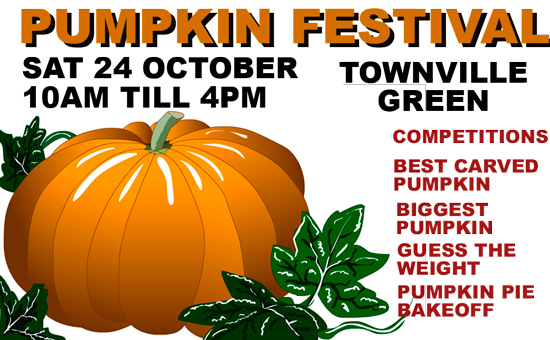 PUMPKIN FESTIVAL
SAT 24 OCTOBER
10AM TILL 4PM
TOWNVILLE
GREEN
COMPETITIONS
BEST CARVED
PUMPKIN
BIGGEST
PUMPKIN
GUESS THE
WEIGHT
PUMPKIN PIE
BAKEOFF